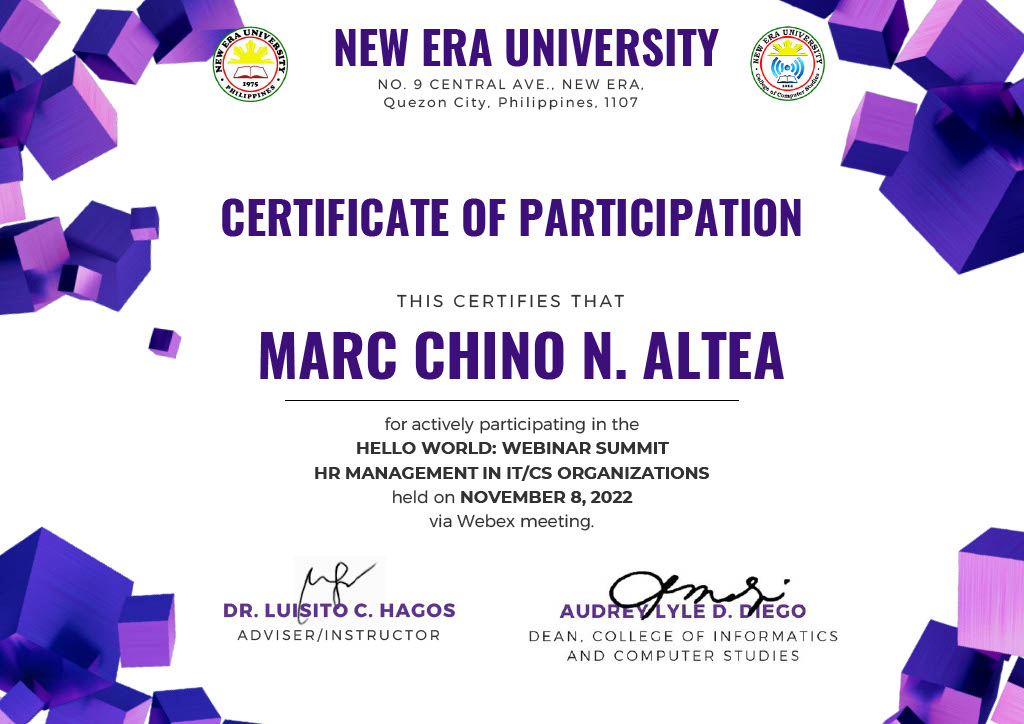 NEW ERA UNIVERSITY
NO. 9 CENTRAL AVE., NEW ERA,
Quezon City, Philippines, 1107
NEW ERA UNIVERSITY
1975
PHILIPPINES
NEW ERA UNIVERSITY
College of Computer Studies
CERTIFICATE OF PARTICIPATION
THIS CERTIFIES THAT
MARC CHINO N. ALTEA
for actively participating in the
HELLO WORLD: WEBINAR SUMMIT
HR MANAGEMENT IN IT/CS ORGANIZATIONS
held on NOVEMBER 8, 2022
via Webex meeting.
DR. LUISITO C. HAGOS
ADVISER/INSTRUCTOR
AUDREY LYLE D. DIEGO
DEAN, COLLEGE OF INFORMATICS
AND COMPUTER STUDIES